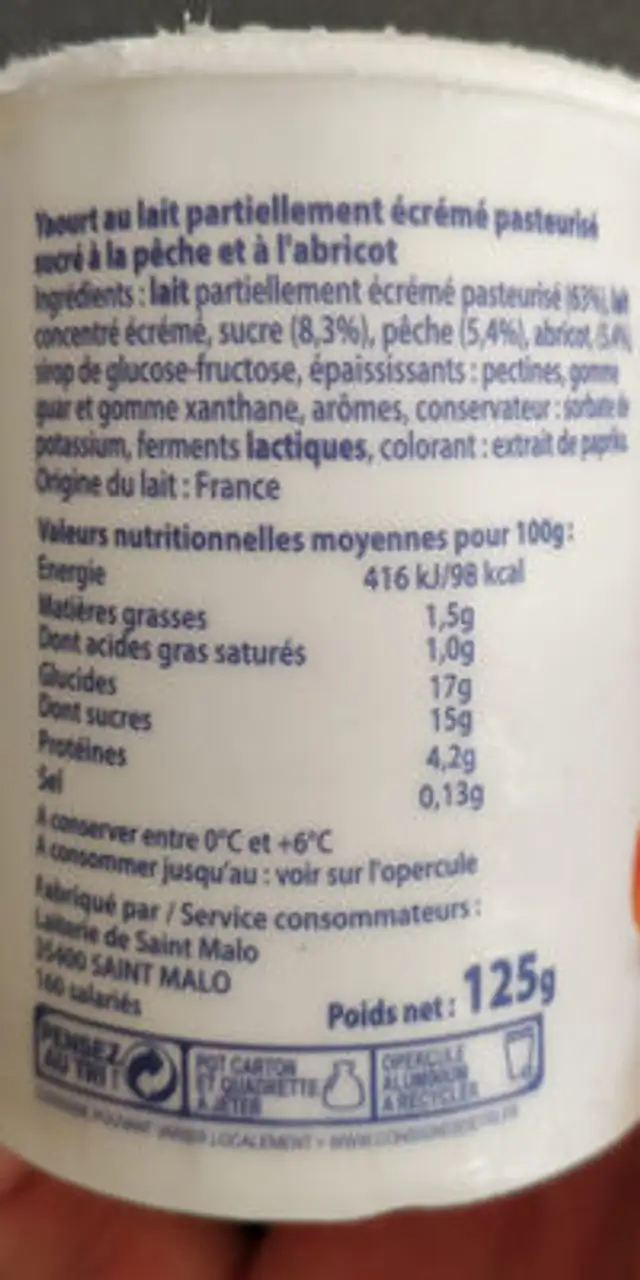 Yaourt au lait partiellement écrémé pasteurisé
sucré à la pêche et à l'abricot
Ingrédients : lait partiellement écrémé pasteurisé (63%), lait
concentré écrémé, sucre (8,3%), pêche (5,4%), abricot (5,4%),
sirop de glucose-fructose, épaississants : pectines, gomme
guar et gomme xanthane, arômes, conservateur : sorbate de
potassium, ferments lactiques, colorant : extrait de paprika.
Origine du lait : France
Valeurs nutritionnelles moyennes pour 100g :
Energie 416 kJ/98 kcal
Matières grasses 1,5g
Dont acides gras saturés 1,0g
Glucides 17g
Dont sucres 15g
Protéines 4,2g
Sel 0,13g
A conserver entre 0°C et +6°C
A consommer jusqu'au : voir sur l'opercule
Fabriqué par / Service consommateurs :
Laiterie de Saint Malo
35400 SAINT MALO
160 salariés
Poids net : 125g
PENSEZ
AU TRI !
POT CARTON
ET QUADRETTE
A JETER
OPERCULE
ALUMINIUM
A RECYCLER
POUVANT VARIER LOCALEMENT